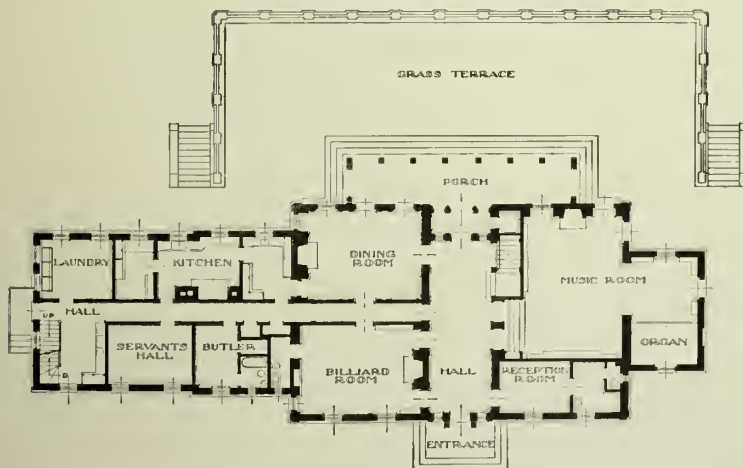 GRASS TERRACE
PORCH
LAUNDRY
KITCHEN
DINING
ROOM
MUSIC ROOM
HALL
UP
SERVANTS
HALL
BUTLER
BILLIARD
ROOM
HALL
RECEPTION
ROOM
ORGAN
ENTRANCE